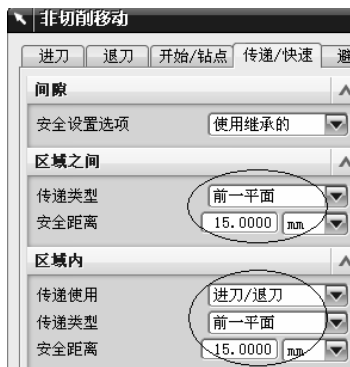 非切削移动
进刀 退刀 开始/钻点 传递/快速 避
间隙
安全设置选项 使用继承的
区域之间
传递类型 前一平面
安全距离 15.0000 mm
区域内
传递使用 进刀/退刀
传递类型 前一平面
安全距离 15.0000 mm